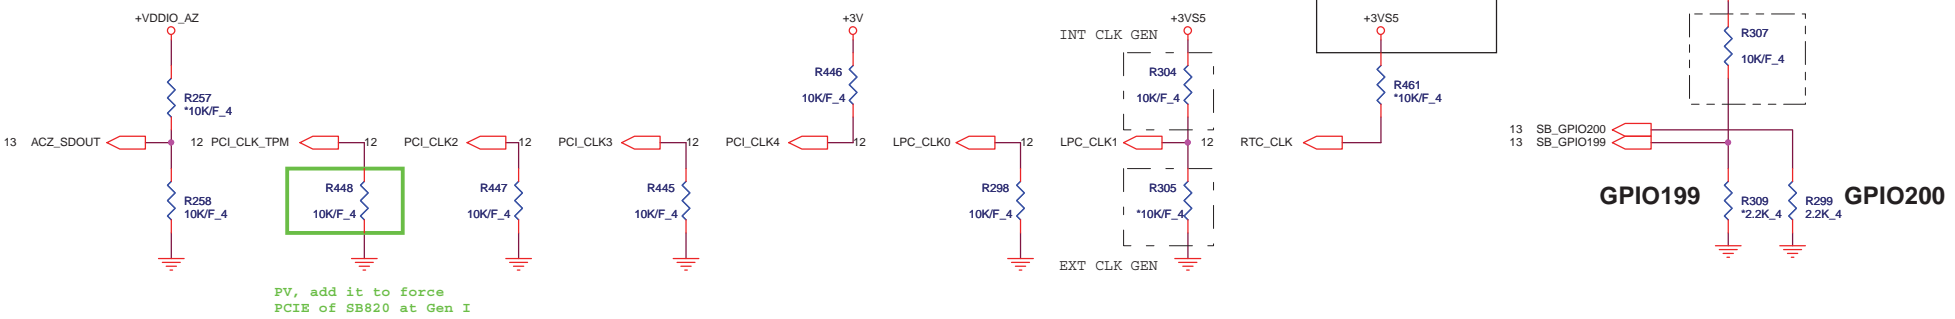 +VDDIO_AZ
+3V
+3VS5
+3VS5
INT CLK GEN
R307
10K/F_4
R446
10K/F_4
R304
10K/F_4
R461
*10K/F_4
R257
*10K/F_4
13 SB_GPIO200
13 SB_GPIO199
13 ACZ_SDOUT
12 PCI_CLK_TPM
12
PCI_CLK2
12
PCI_CLK3
12
PCI_CLK4
12
LPC_CLK0
12
LPC_CLK1
12
RTC_CLK
R258
10K/F_4
R448
10K/F_4
R447
10K/F_4
R445
10K/F_4
R298
10K/F_4
R305
*10K/F_4
GPIO199
R309
*2.2K_4
R299
2.2K_4
GPIO200
EXT CLK GEN
PV, add it to force
PCIE of SB820 at Gen I